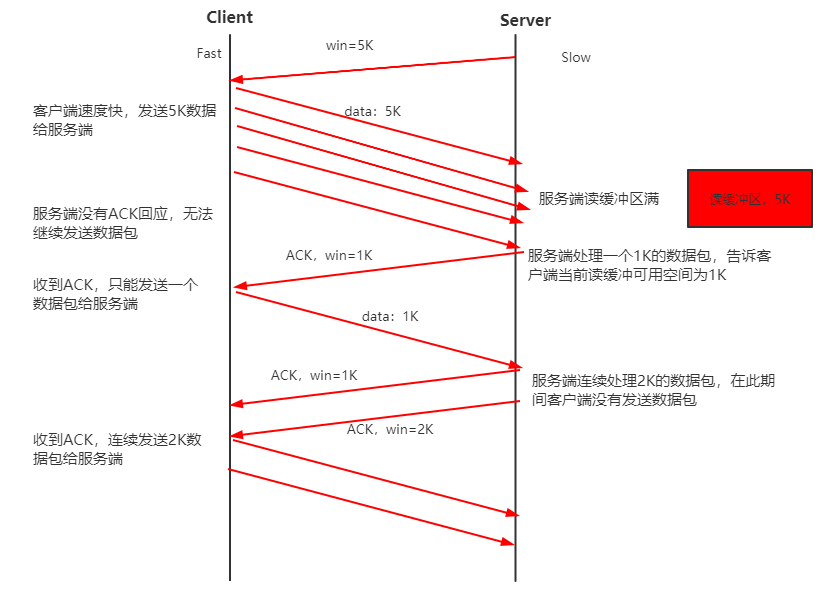 Client
Server
win=5K
Fast
Slow
客户端速度快，发送5K数据
给服务端
data：5K
服务端读缓冲区满
读缓冲区，5K
服务端没有ACK回应，无法
继续发送数据包
ACK，win=1K
服务端处理一个1K的数据包，告诉客
户端当前读缓冲可用空间为1K
收到ACK，只能发送一个
数据包给服务端
data：1K
ACK，win=1K
服务端连续处理2K的数据包，在此期
间客户端没有发送数据包
ACK，win=2K
收到ACK，连续发送2K数
据包给服务端